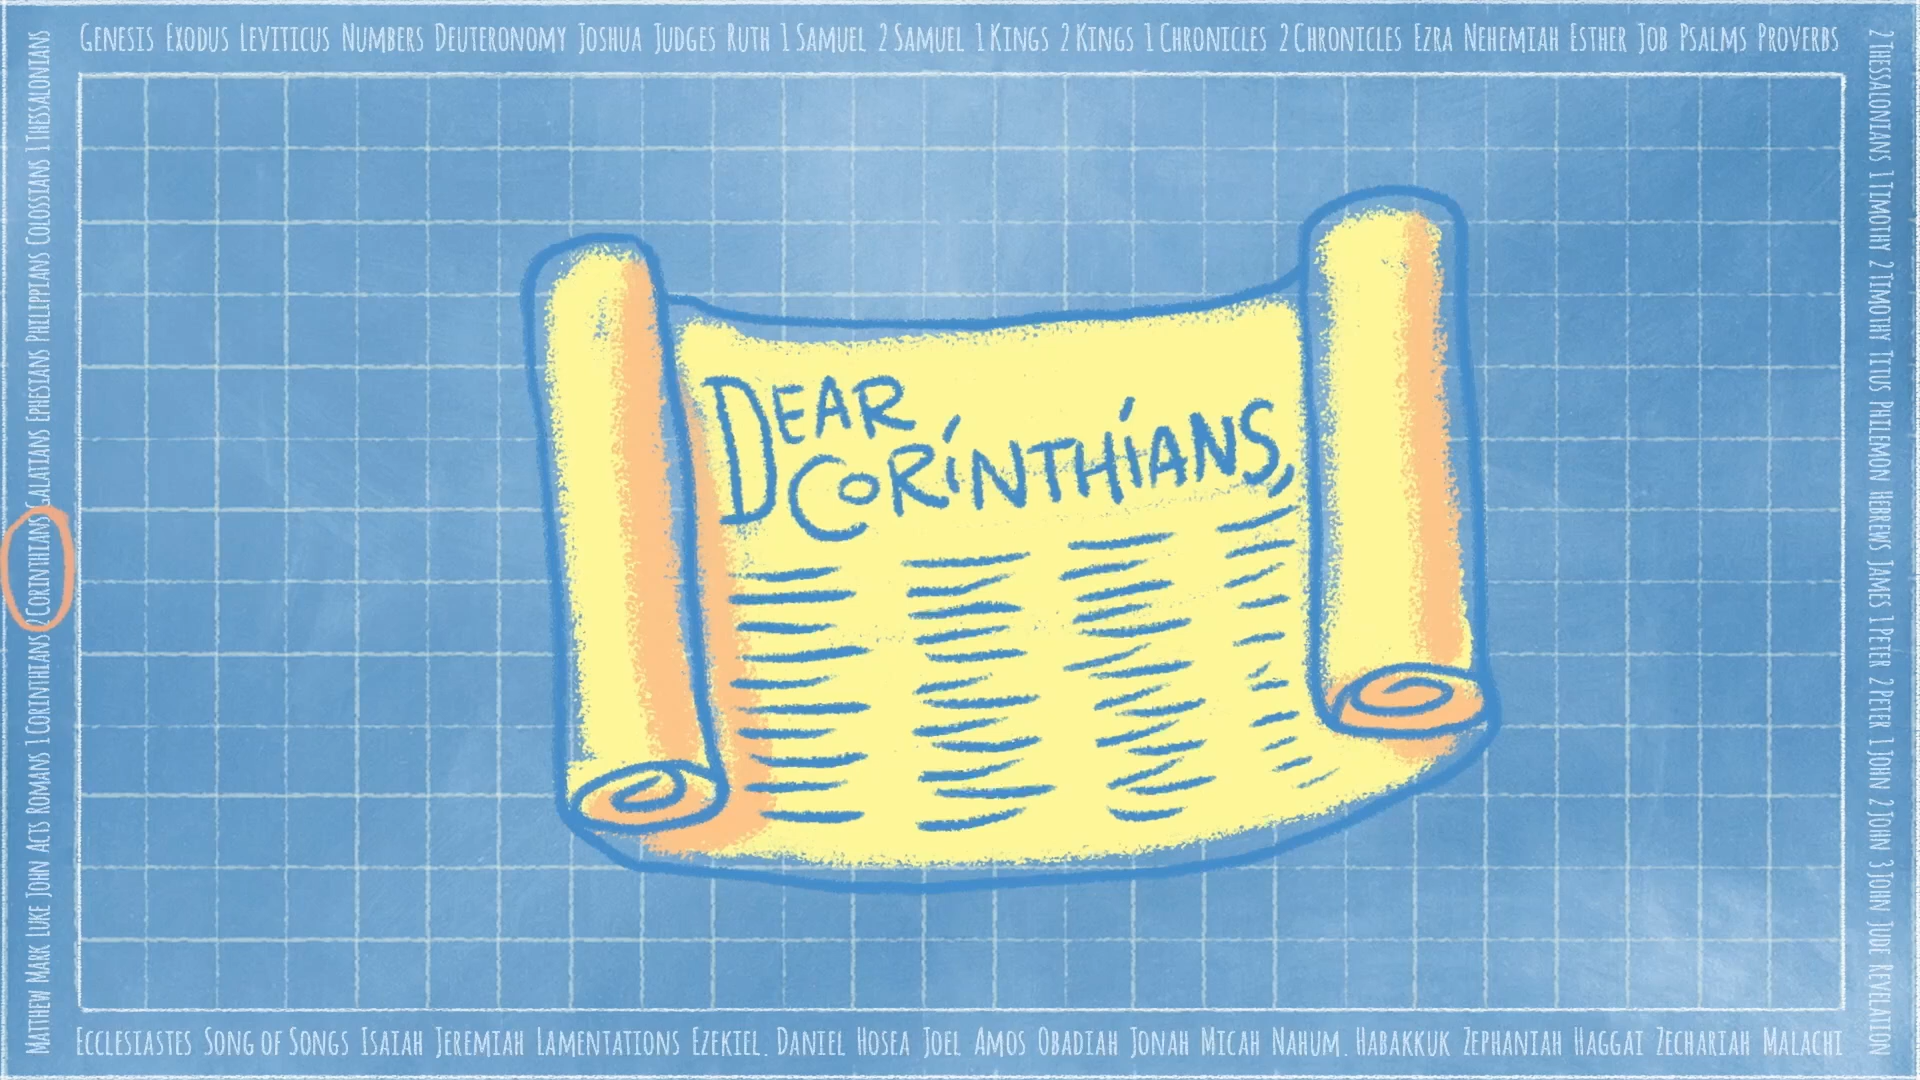 Genesis Exodus Leviticus Numbers Deuteronomy Joshua Judges Ruth 1 Samuel 2 Samuel 1 Kings 2 Kings 1 Chronicles 2 Chronicles Ezra Nehemiah Esther Job Psalms Proverbs
Dear
Corinthians,
Ecclesiastes Song of Songs Isaiah Jeremiah Lamentations Ezekiel. Daniel Hosea Joel Amos Obadiah Jonah Micah Nahum. Habakkuk Zephaniah Haggai Zechariah Malachi
Matthew Mark Luke John Acts Romans 1 Corinthians 2 Corinthians Galatians Ephesians Philippians Colossians 1 Thessalonians
2 Thessalonians 1 Timothy 2 Timothy Titus Philemon Hebrews James 1 Peter 2 Peter 1 John 2 John 3 John Jude Revelation